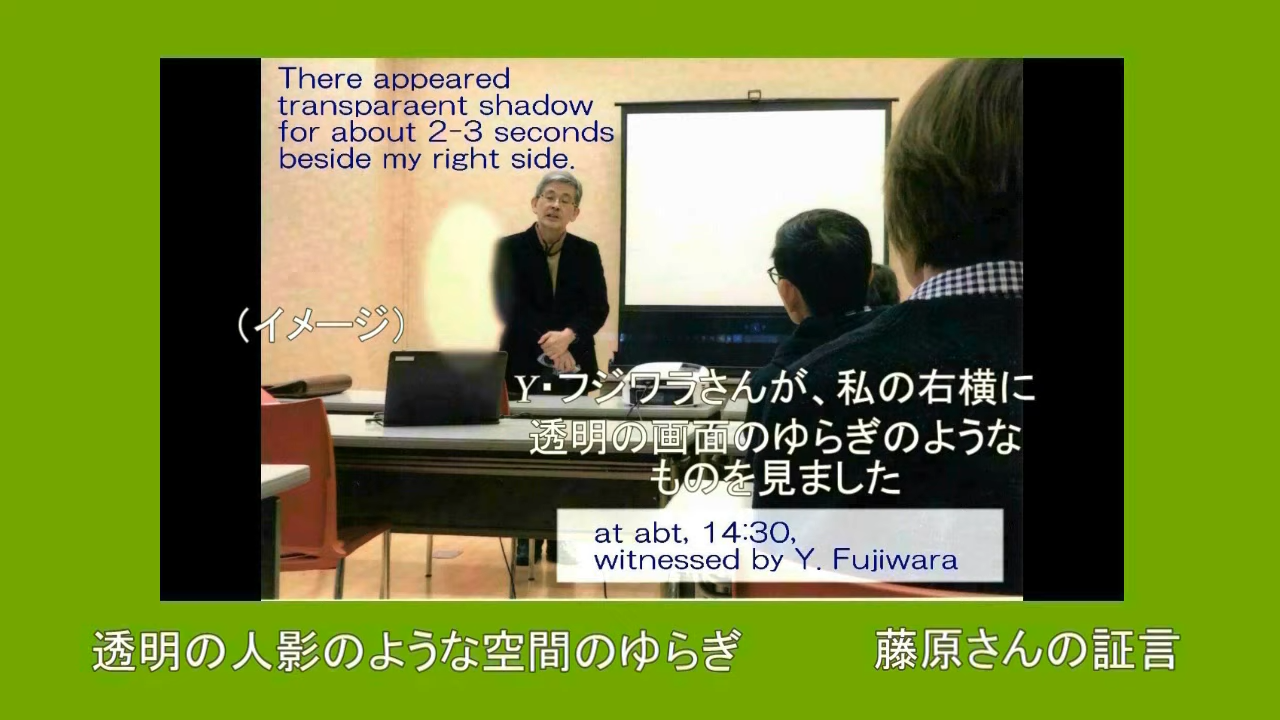 There appeared
transparaent shadow
for about 2-3 seconds
beside my right side.
（イメージ）
Y・フジワラさんが、私の右横に
透明の画面のゆらぎのような
ものを見ました
at abt, 14:30,
witnessed by Y. Fujiwara
透明の人影のような空間のゆらぎ
藤原さんの証言